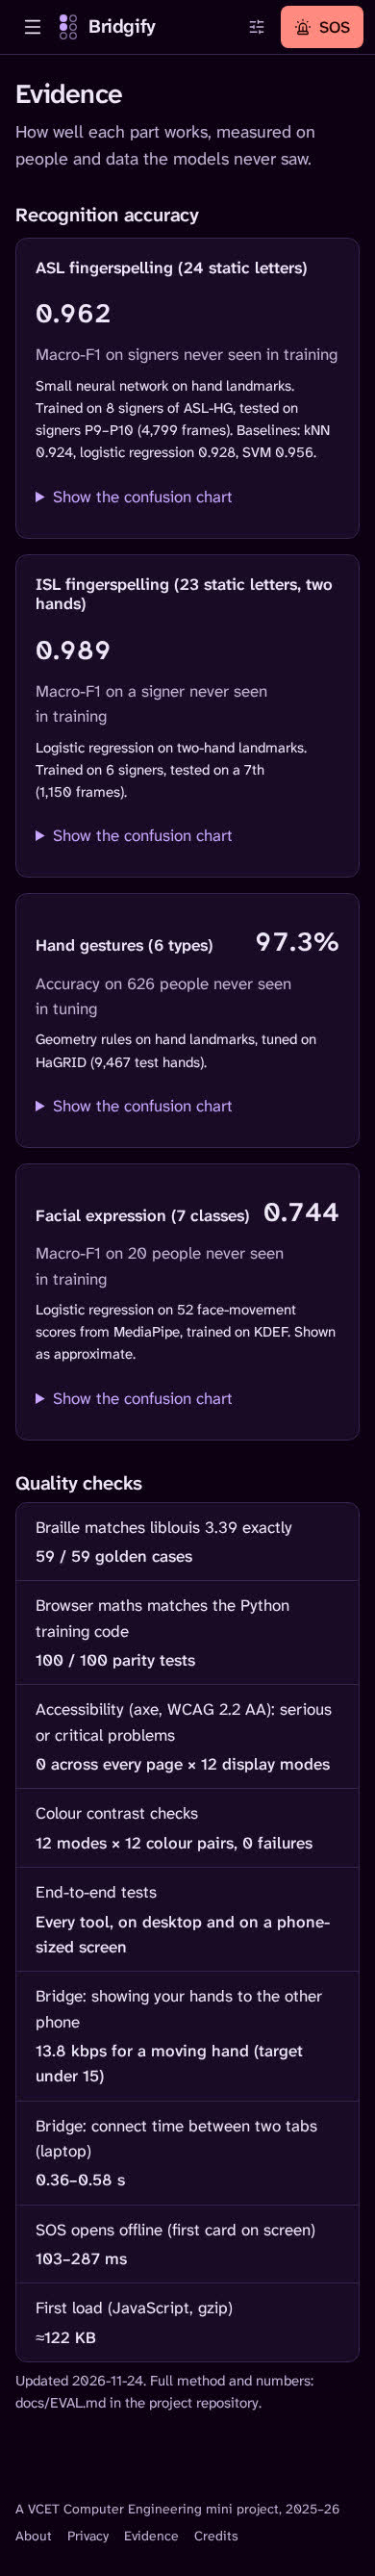 Bridgify
SOS
Evidence
How well each part works, measured on
people and data the models never saw.
Recognition accuracy
ASL fingerspelling (24 static letters)
0.962
Macro-F1 on signers never seen in training
Small neural network on hand landmarks.
Trained on 8 signers of ASL-HG, tested on
signers P9–P10 (4,799 frames). Baselines: kNN
0.924, logistic regression 0.928, SVM 0.956.
Show the confusion chart
ISL fingerspelling (23 static letters, two
hands)
0.989
Macro-F1 on a signer never seen
in training
Logistic regression on two-hand landmarks.
Trained on 6 signers, tested on a 7th
(1,150 frames).
Show the confusion chart
Hand gestures (6 types)
97.3%
Accuracy on 626 people never seen
in tuning
Geometry rules on hand landmarks, tuned on
HaGRID (9,467 test hands).
Show the confusion chart
Facial expression (7 classes)
0.744
Macro-F1 on 20 people never seen
in training
Logistic regression on 52 face-movement
scores from MediaPipe, trained on KDEF. Shown
as approximate.
Show the confusion chart
Quality checks
Braille matches liblouis 3.39 exactly
59 / 59 golden cases
Browser maths matches the Python
training code
100 / 100 parity tests
Accessibility (axe, WCAG 2.2 AA): serious
or critical problems
0 across every page × 12 display modes
Colour contrast checks
12 modes × 12 colour pairs, 0 failures
End-to-end tests
Every tool, on desktop and on a phone-
sized screen
Bridge: showing your hands to the other
phone
13.8 kbps for a moving hand (target
under 15)
Bridge: connect time between two tabs
(laptop)
0.36–0.58 s
SOS opens offline (first card on screen)
103–287 ms
First load (JavaScript, gzip)
≈122 KB
Updated 2026-11-24. Full method and numbers:
docs/EVAL.md in the project repository.
A VCET Computer Engineering mini project, 2025–26
About Privacy Evidence Credits